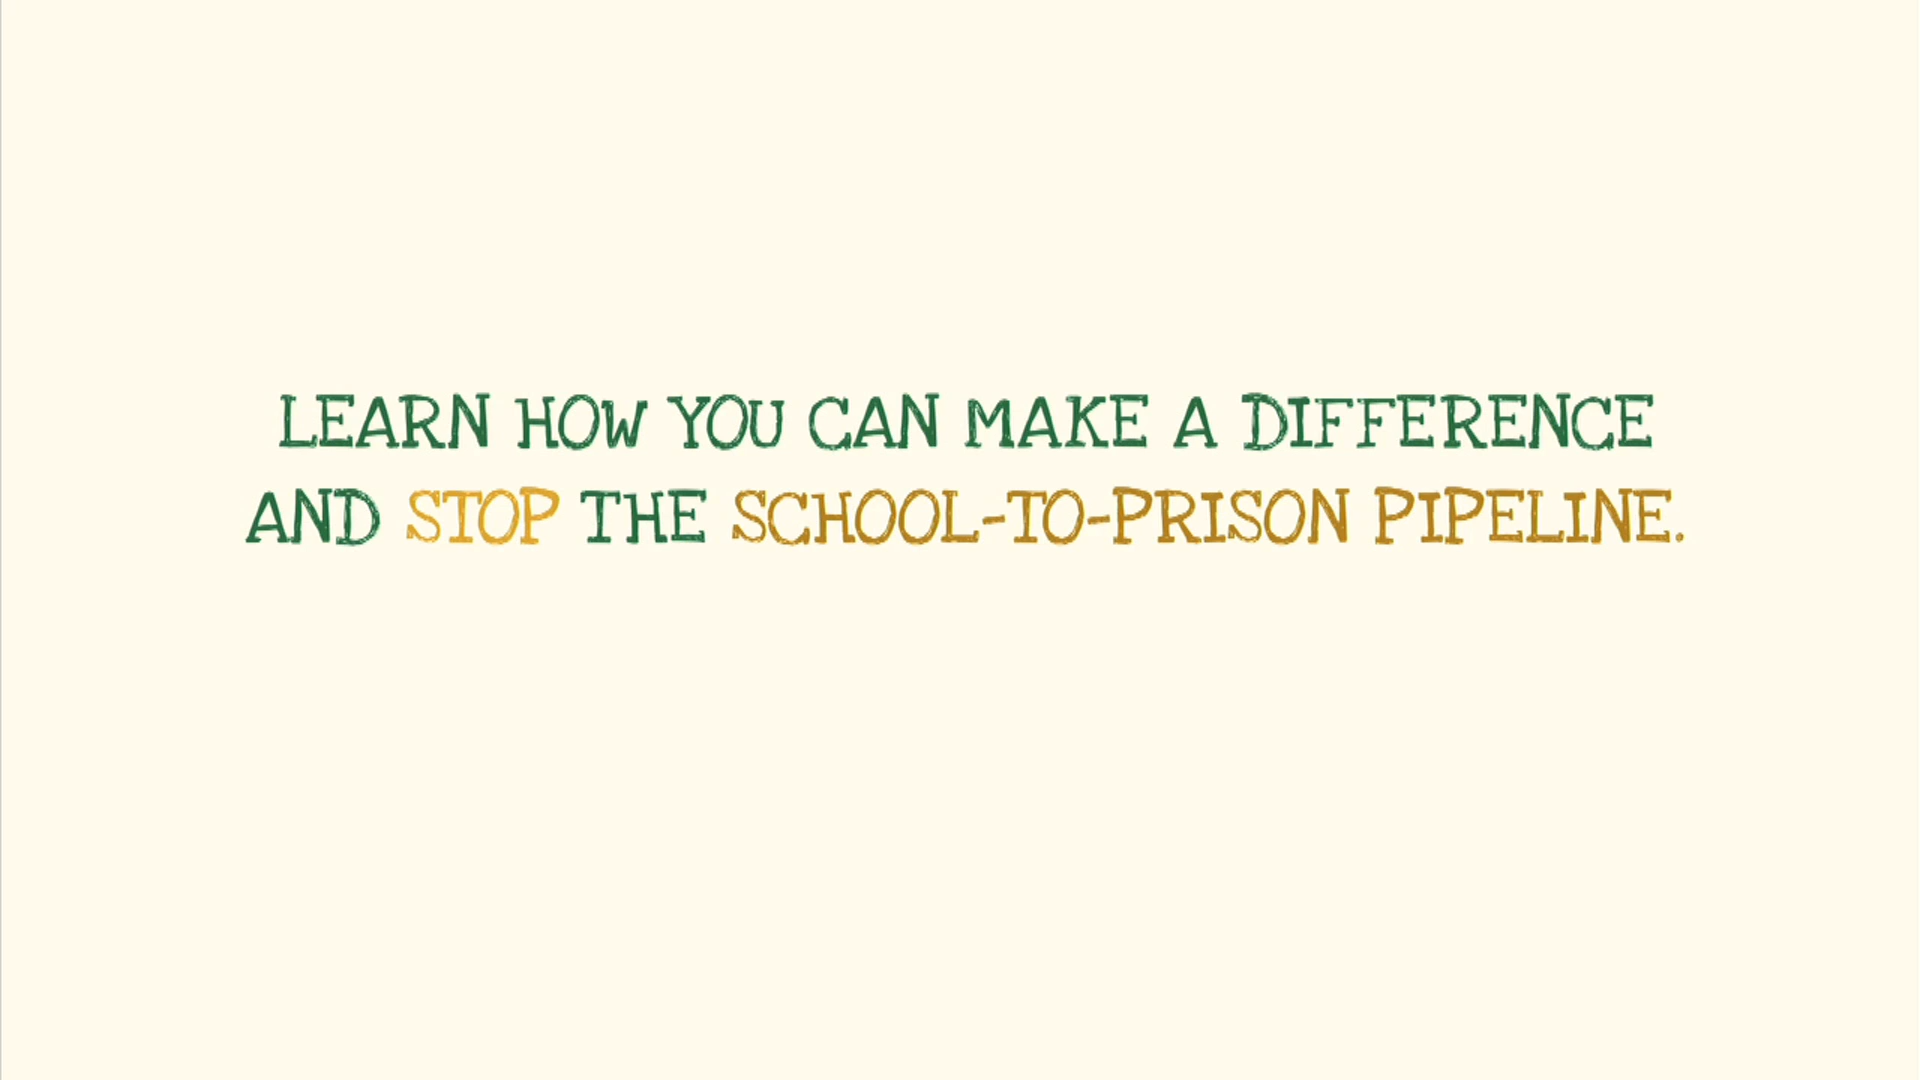 LEARN HOW YOU CAN MAKE A DIFFERENCE
AND STOP THE SCHOOL-TO-PRISON PIPELINE.